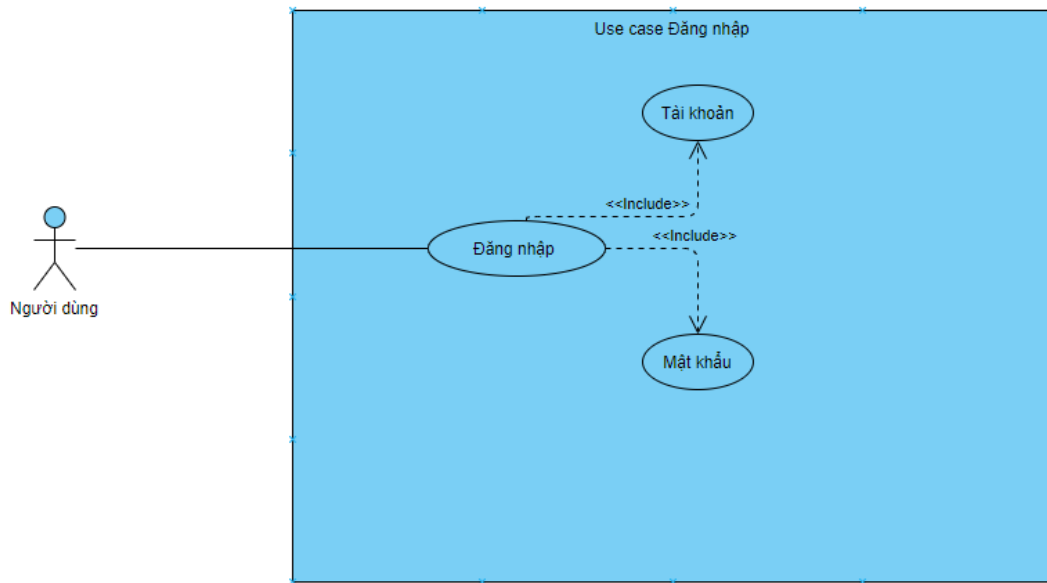 Use case Đăng nhập
Tài khoản
<<Include>>
<<Include>>
Đăng nhập
Người dùng
Mật khẩu